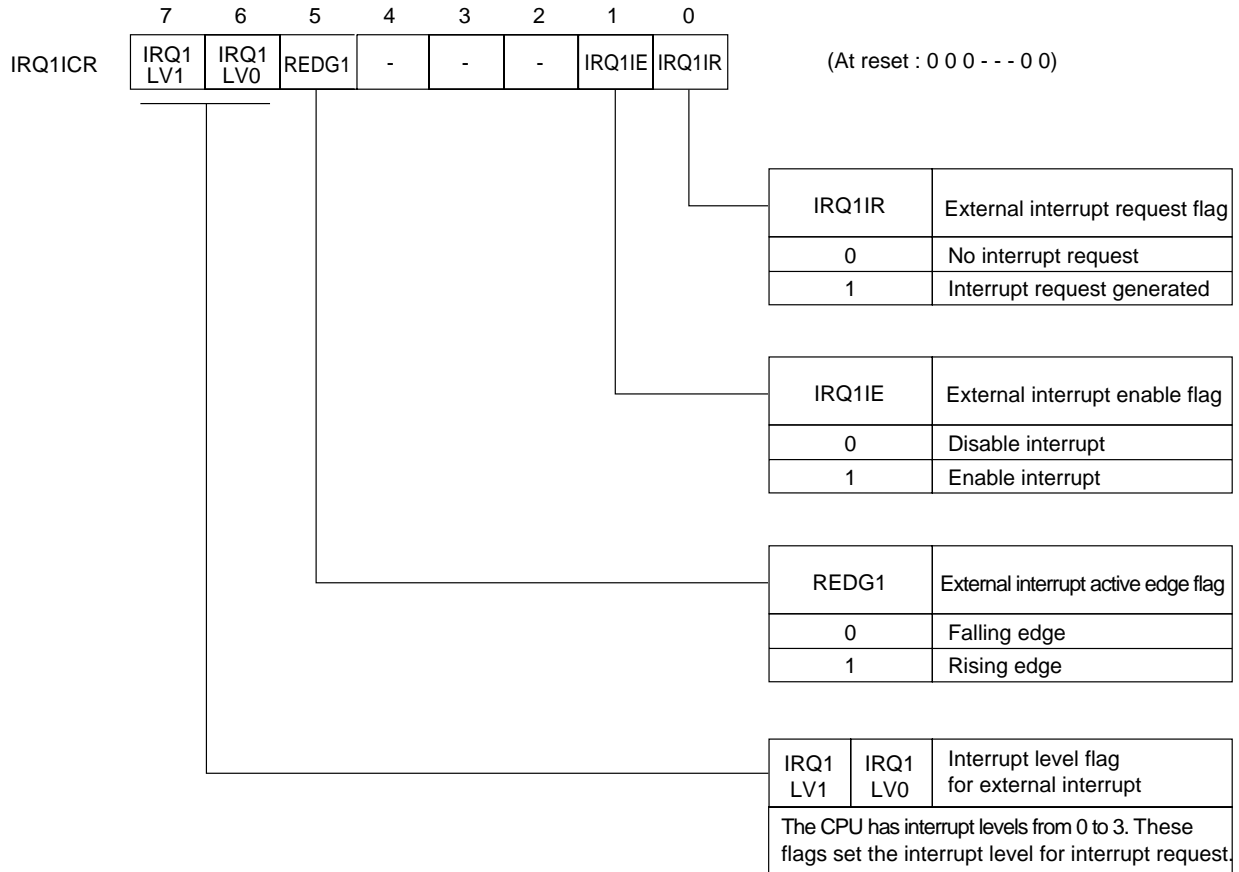 7 6 5 4 3 2 1 0
IRQ1ICR
IRQ1 LV1
IRQ1 LV0
REDG1
-
-
-
IRQ1IE
IRQ1IR
(At reset : 0 0 0 - - - 0 0)
IRQ1IR External interrupt request flag
0 No interrupt request
1 Interrupt request generated
IRQ1IE External interrupt enable flag
0 Disable interrupt
1 Enable interrupt
REDG1 External interrupt active edge flag
0 Falling edge
1 Rising edge
IRQ1 LV1
IRQ1 LV0
Interrupt level flag
for external interrupt
The CPU has interrupt levels from 0 to 3. These
flags set the interrupt level for interrupt request.